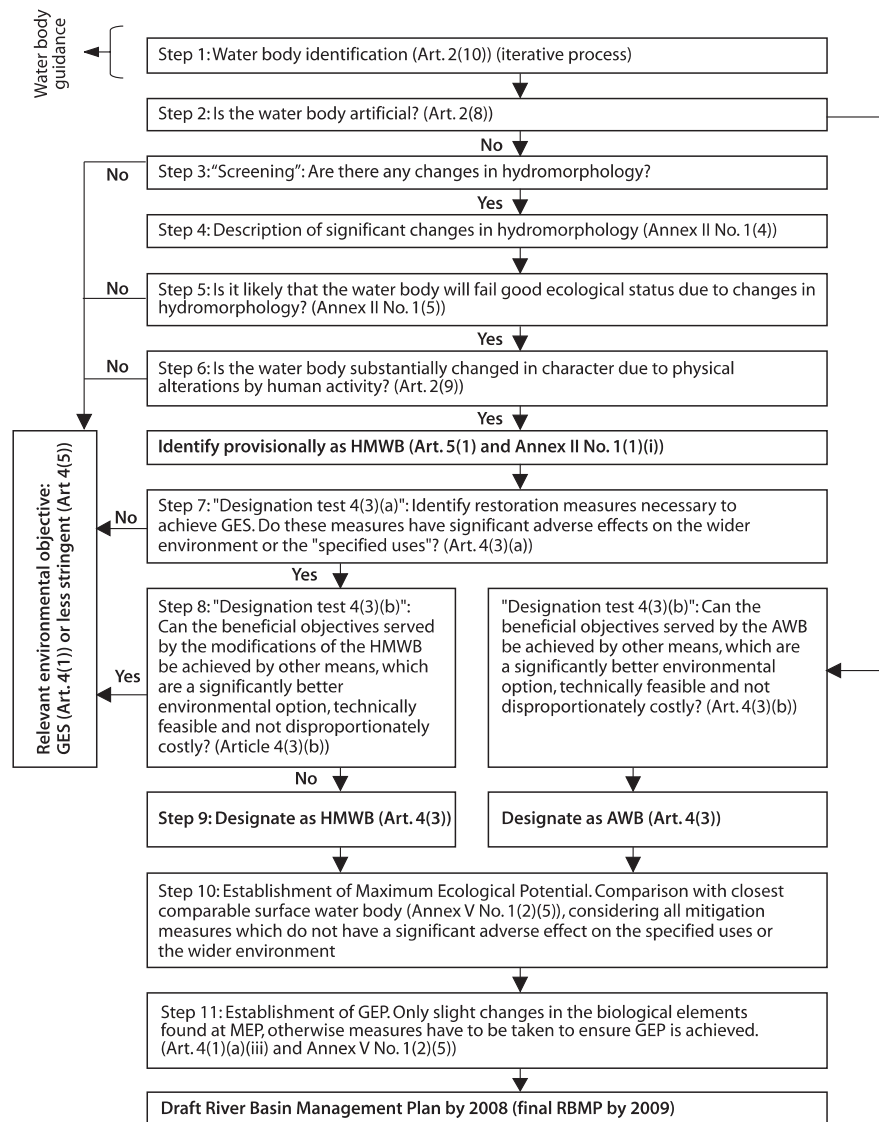 Water body
guidance
Step 1: Water body identification (Art. 2(10)) (iterative process)
Step 2: Is the water body artificial? (Art. 2(8))
No
Step 3: “Screening”: Are there any changes in hydromorphology?
No
Yes
Step 4: Description of significant changes in hydromorphology (Annex II No. 1(4))
Step 5: Is it likely that the water body will fail good ecological status due to changes in
hydromorphology? (Annex II No. 1(5))
No
Yes
Step 6: Is the water body substantially changed in character due to physical
alterations by human activity? (Art. 2(9))
No
Yes
Identify provisionally as HMWB (Art. 5(1) and Annex II No. 1(1)(i))
Relevant environmental objective:
GES (Art. 4(1)) or less stringent (Art 4(5))
Step 7: "Designation test 4(3)(a)": Identify restoration measures necessary to
achieve GES. Do these measures have significant adverse effects on the wider
environment or the "specified uses"? (Art. 4(3)(a))
No
Yes
Step 8: "Designation test 4(3)(b)":
Can the beneficial objectives served
by the modifications of the HMWB
be achieved by other means, which
are a significantly better
environmental option, technically
feasible and not disproportionately
costly? (Article 4(3)(b))
Yes
No
"Designation test 4(3)(b)": Can the
beneficial objectives served by the AWB
be achieved by other means, which are
a significantly better environmental
option, technically feasible and not
disproportionately costly? (Art. 4(3)(b))
Step 9: Designate as HMWB (Art. 4(3))
Designate as AWB (Art. 4(3))
Step 10: Establishment of Maximum Ecological Potential. Comparison with closest
comparable surface water body (Annex V No. 1(2)(5)), considering all mitigation
measures which do not have a significant adverse effect on the specified uses or
the wider environment
Step 11: Establishment of GEP. Only slight changes in the biological elements
found at MEP, otherwise measures have to be taken to ensure GEP is achieved.
(Art. 4(1)(a)(iii) and Annex V No. 1(2)(5))
Draft River Basin Management Plan by 2008 (final RBMP by 2009)